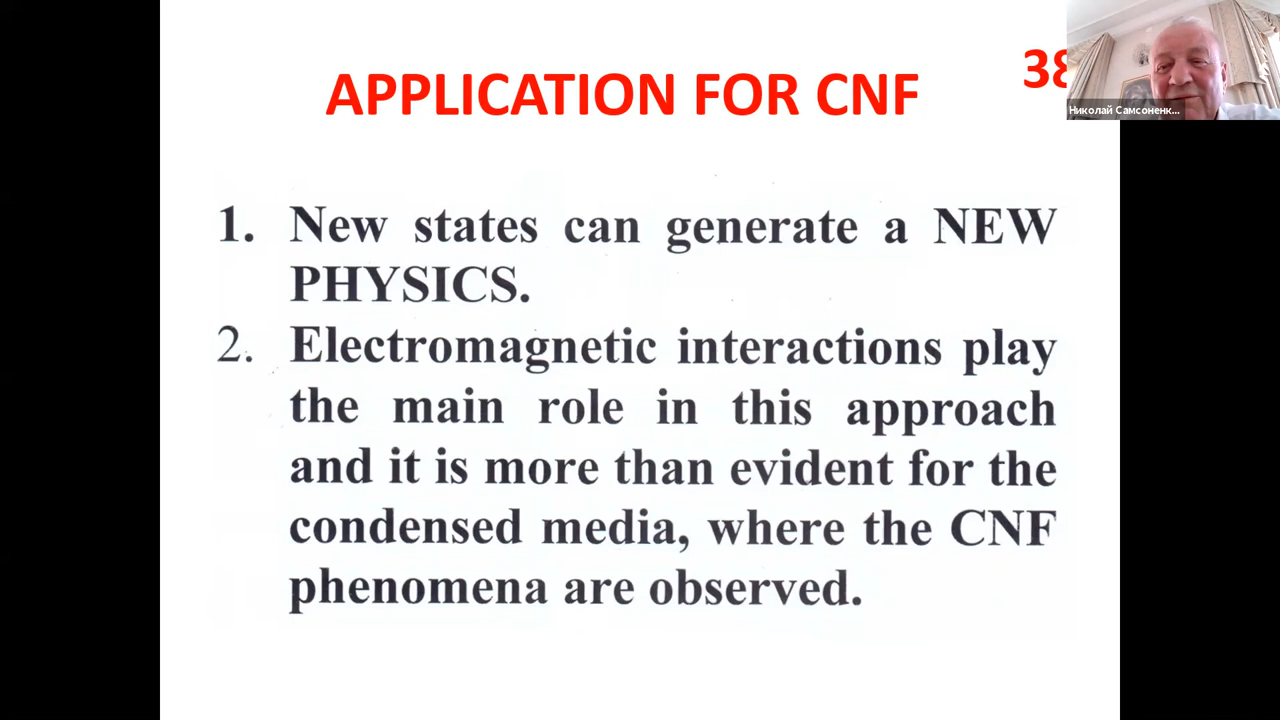 APPLICATION FOR CNF
38
Николай Самсоненк...
1. New states can generate a NEW
PHYSICS.
2. Electromagnetic interactions play
the main role in this approach
and it is more than evident for the
condensed media, where the CNF
phenomena are observed.